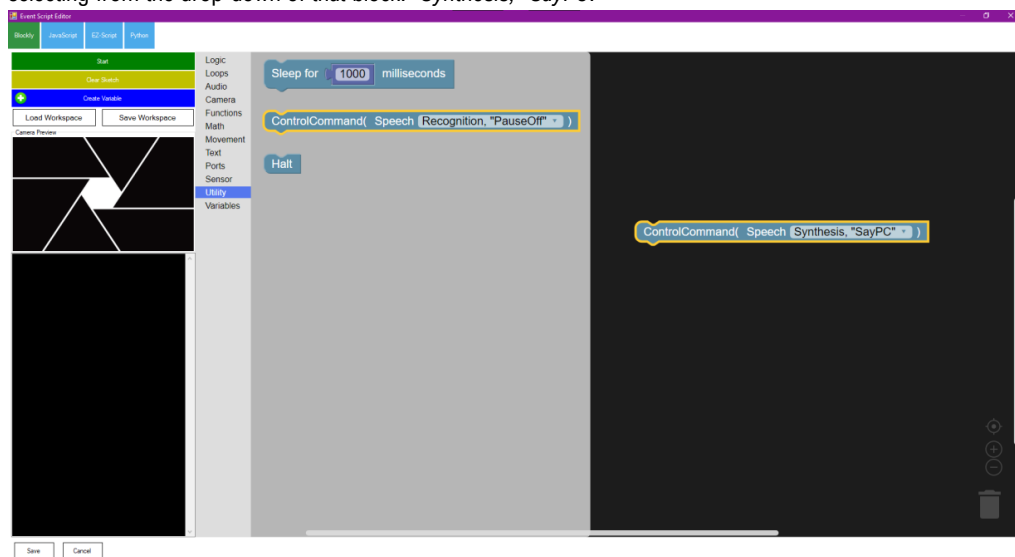 selecting from the drop-down of that block: "Synthesis, "SayPC."
Event Script Editor
Blockly JavaScript EZ-Script Python
Start
Clear Sketch
Create Variable
Load Workspace Save Workspace
Camera Preview
Logic
Loops
Audio
Camera
Functions
Math
Movement
Text
Ports
Sensor
Utility
Variables
Sleep for 1000 milliseconds
ControlCommand( Speech Recognition, "PauseOff" )
Halt
ControlCommand( Speech Synthesis, "SayPC" )
Save Cancel